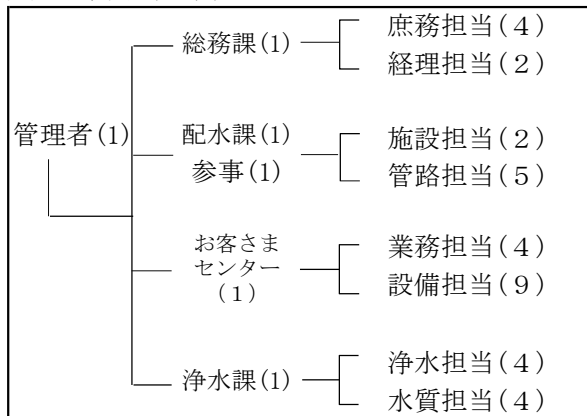 総務課(1)
庶務担当(４)
経理担当(２)
管理者(1)
配水課(1)
参事(1)
施設担当(２)
管路担当(５)
お客さま
センター
(１)
業務担当(４)
設備担当(９)
浄水課(1)
浄水担当(４)
水質担当(４)